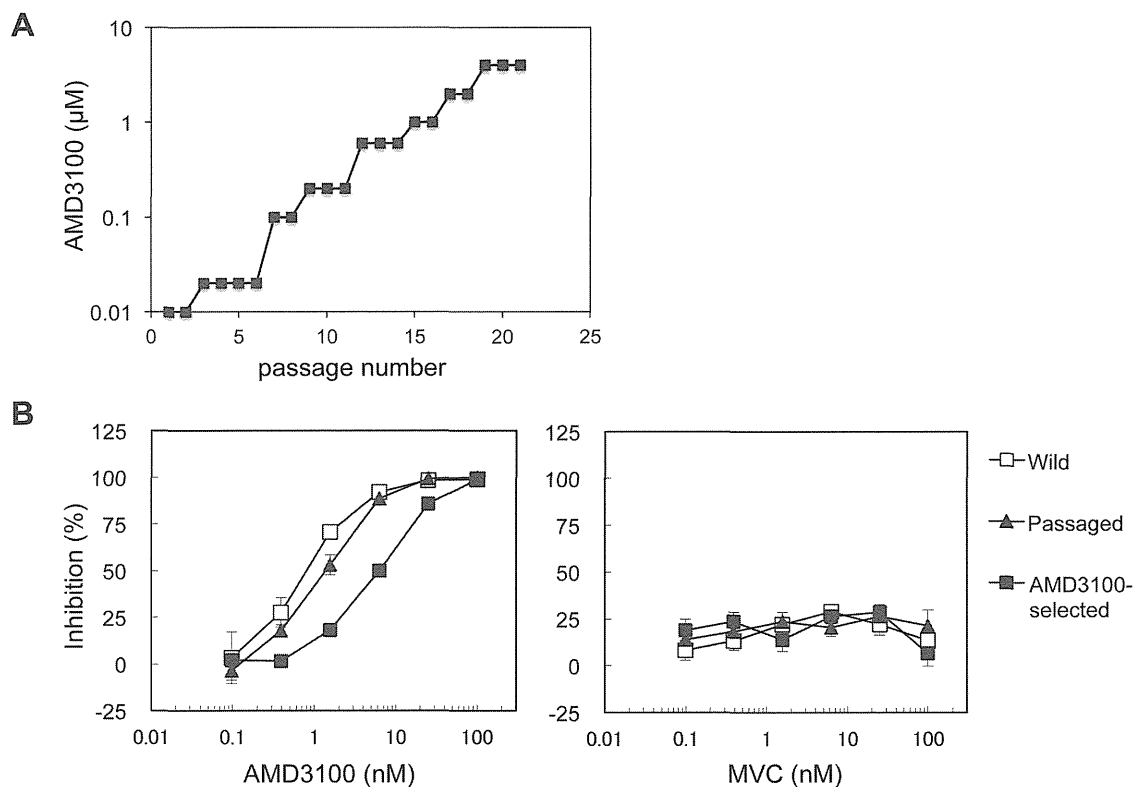 A
10
1
0.1
0.01
AMD3100 (μM)
0 5 10 15 20 25
passage number
B
125
100
75
50
25
0
-25
Inhibition (%)
0.01 0.1 1 10 100
AMD3100 (nM)
125
100
75
50
25
0
-25
0.01 0.1 1 10 100
MVC (nM)
Wild
Passaged
AMD3100-
selected